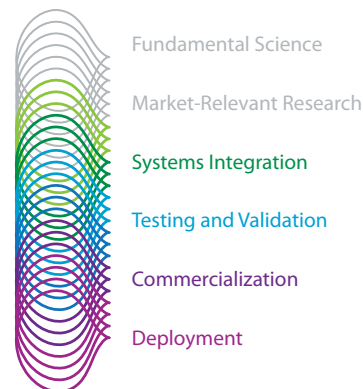 Fundamental Science
Market-Relevant Research
Systems Integration
Testing and Validation
Commercialization
Deployment